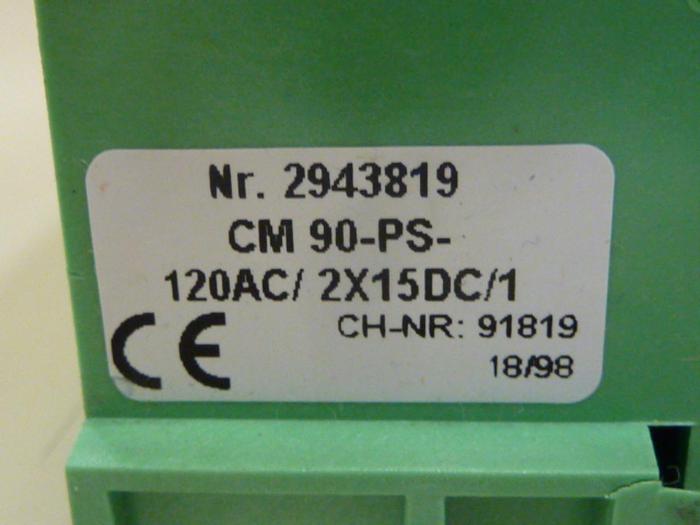 Nr. 2943819
CM 90-PS-
120AC/ 2X15DC/1
CE CH-NR: 91819
18/98